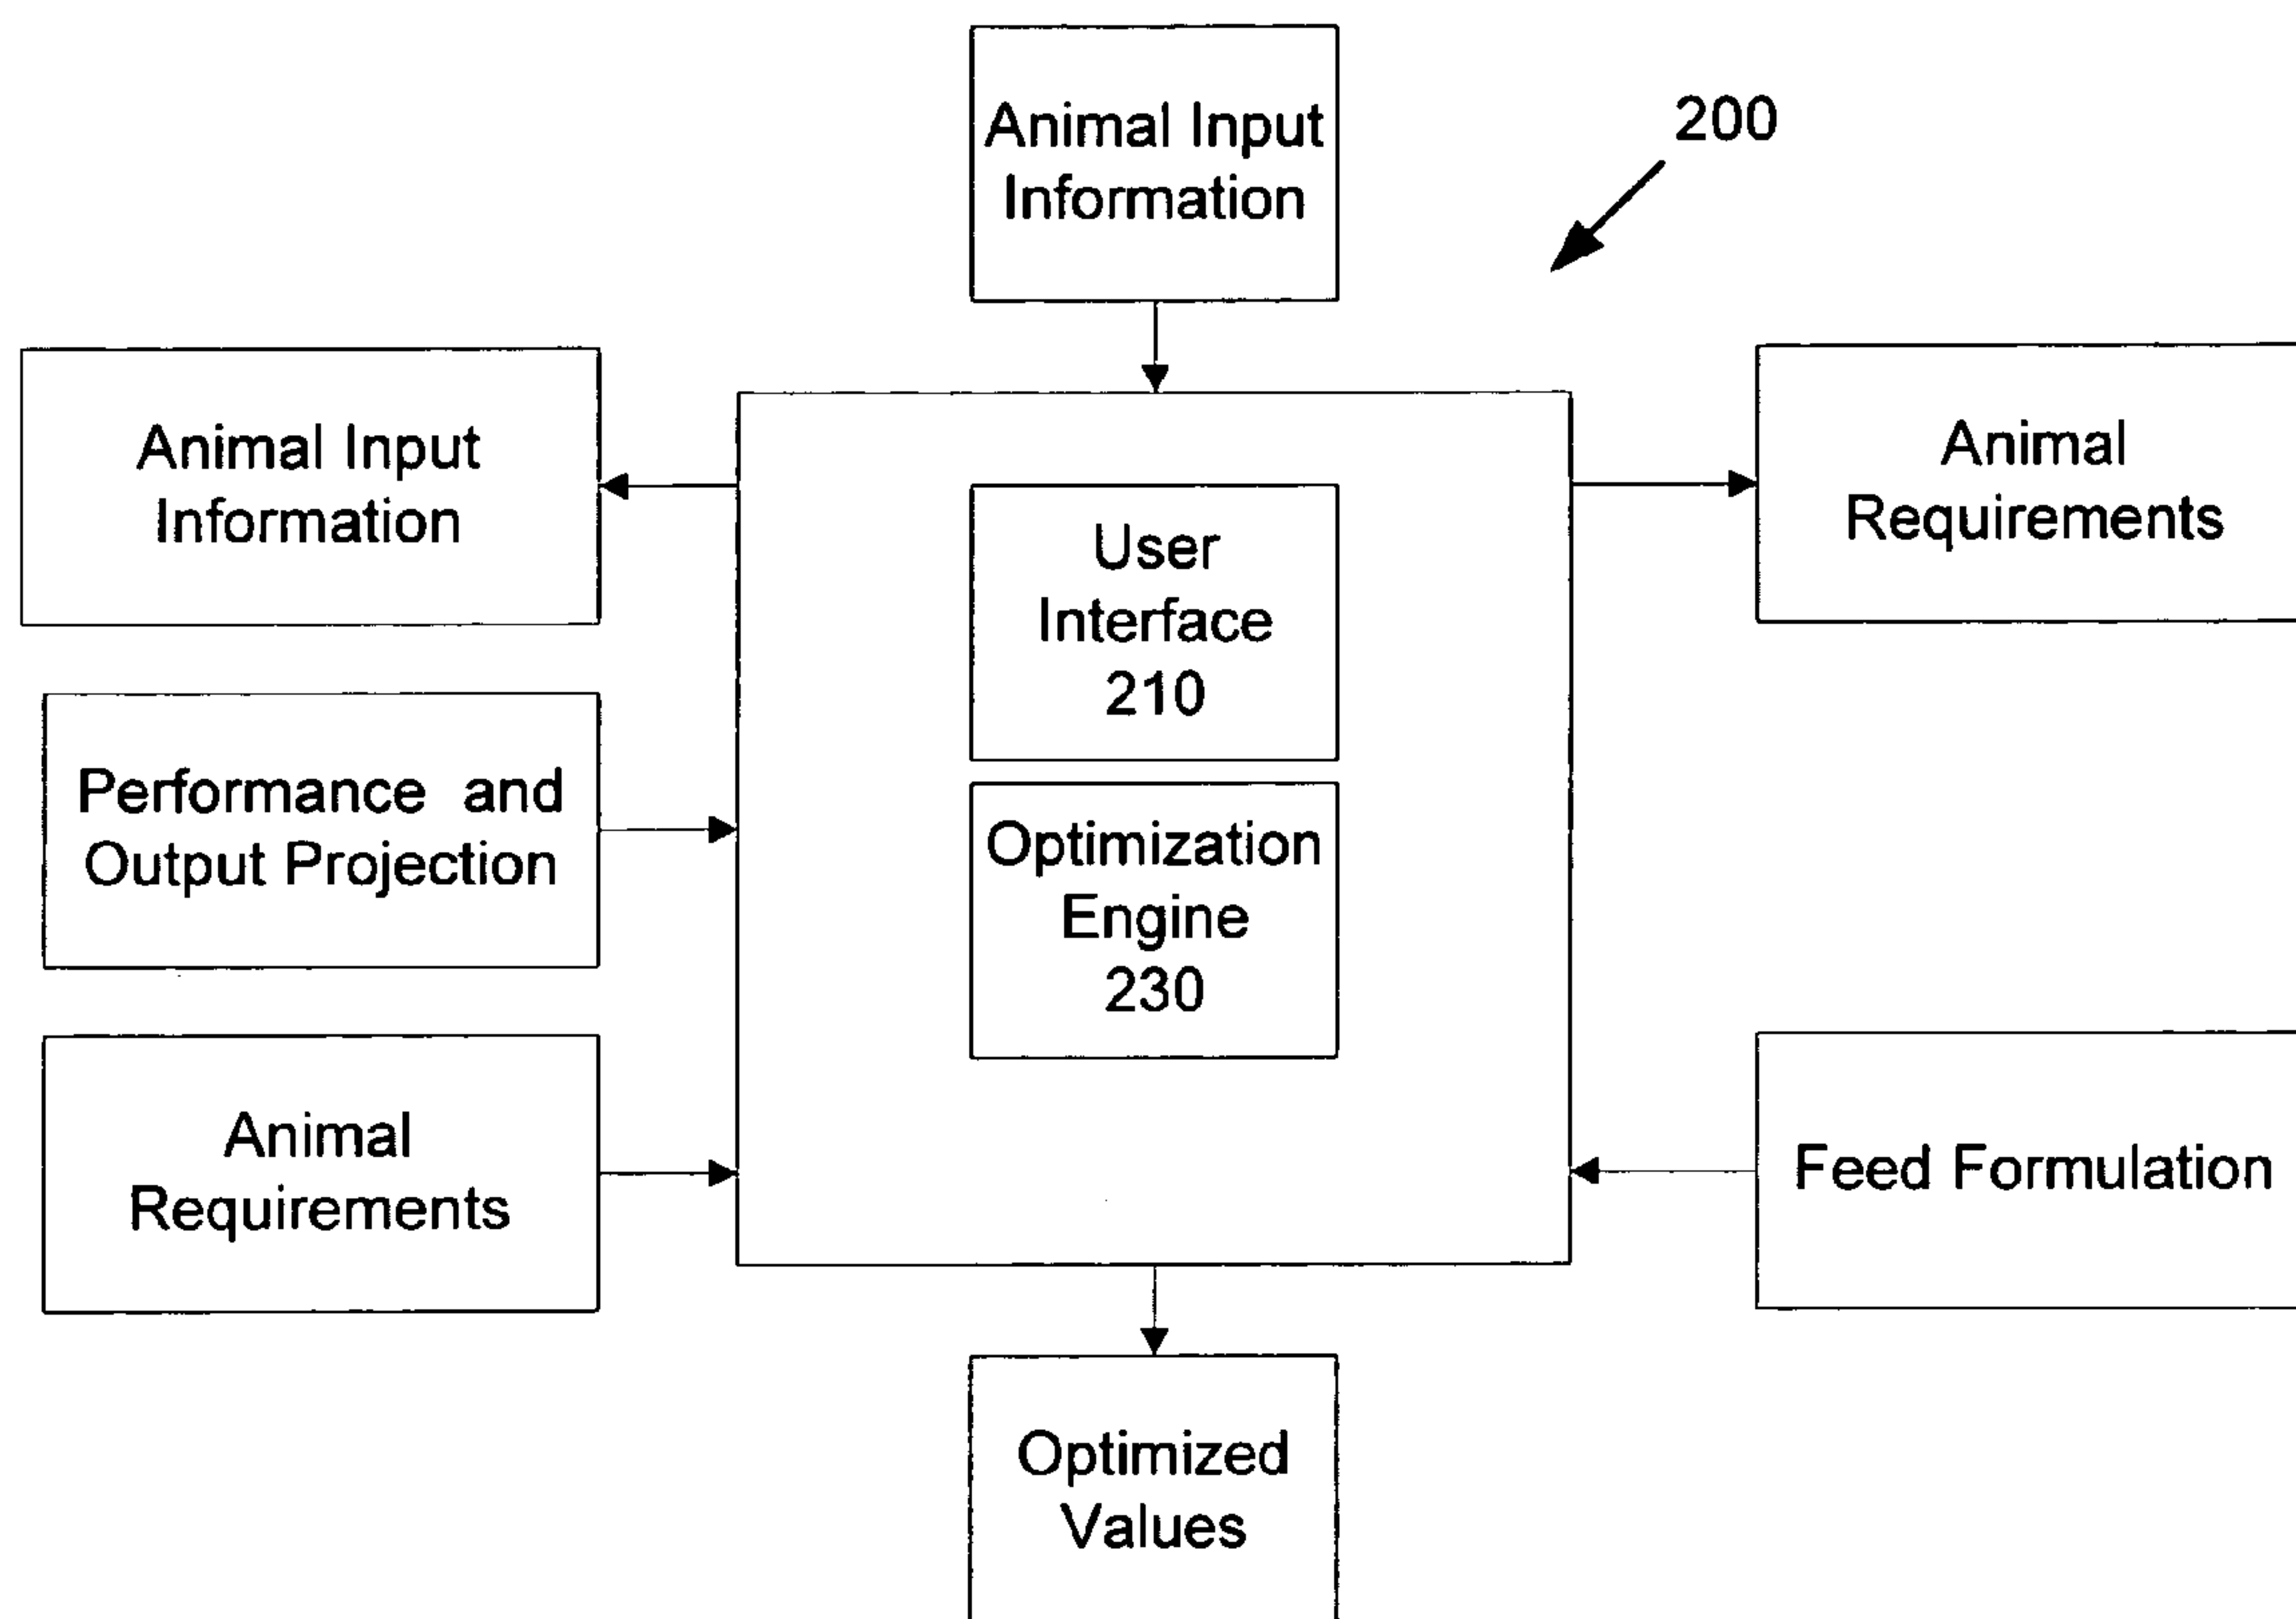 Animal Input
Information
200
Animal Input
Information
Animal
Requirements
User
Interface
210
Performance and
Output Projection
Optimization
Engine
230
Animal
Requirements
Feed Formulation
Optimized
Values